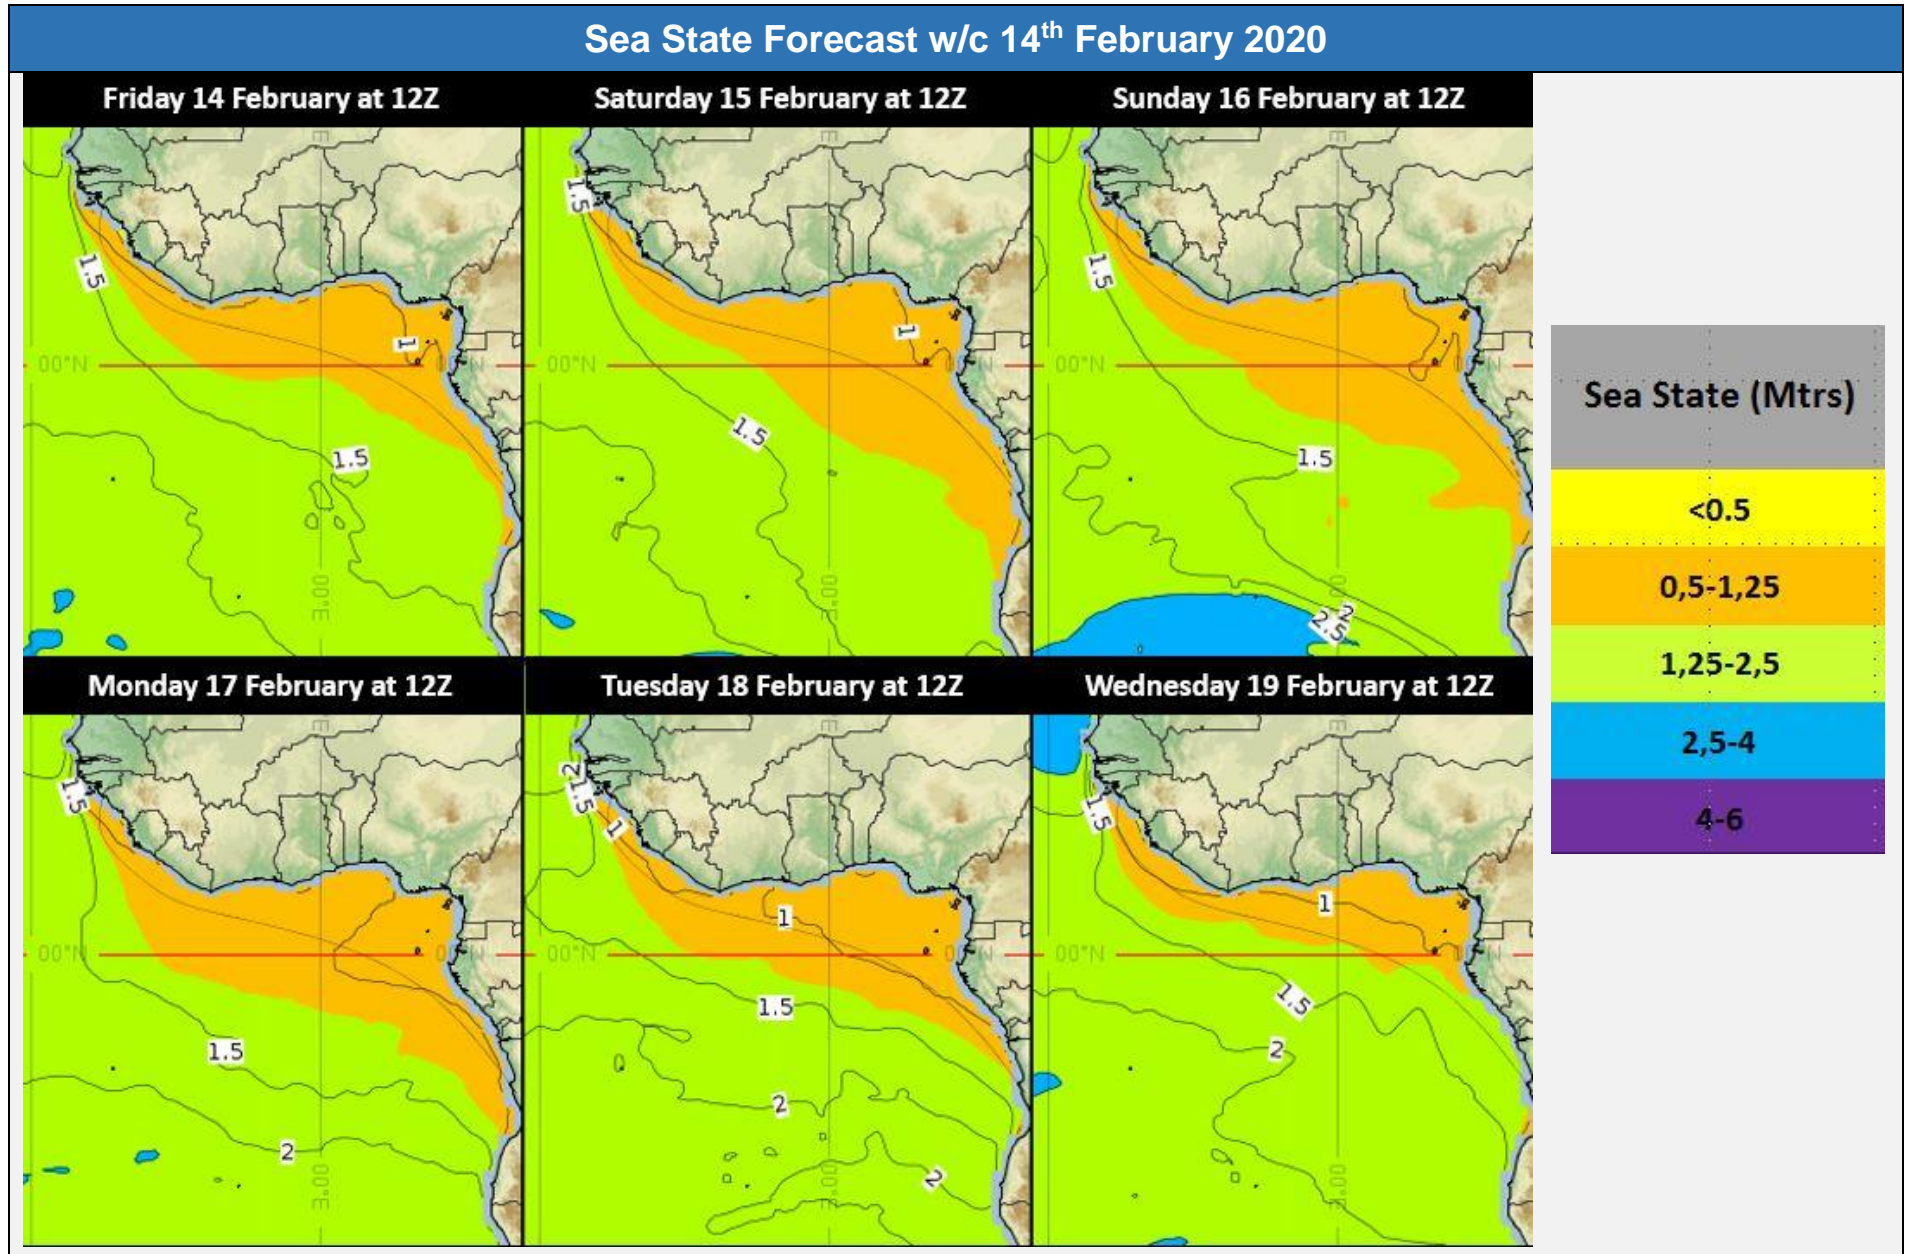 Sea State Forecast w/c 14th February 2020
Friday 14 February at 12Z
Saturday 15 February at 12Z
Sunday 16 February at 12Z
1.5
1
00°N
1.5
00°E
1.5
1
00°N
1.5
00°E
1.5
00°N
1.5
2
2.5
Monday 17 February at 12Z
Tuesday 18 February at 12Z
Wednesday 19 February at 12Z
1.5
00°N
1.5
2
00°E
2
1.5
1
1
00°N
1.5
2
2
00°E
1.5
1
00°N
1.5
2
00°E
Sea State (Mtrs)
<0.5
0,5-1,25
1,25-2,5
2,5-4
4-6